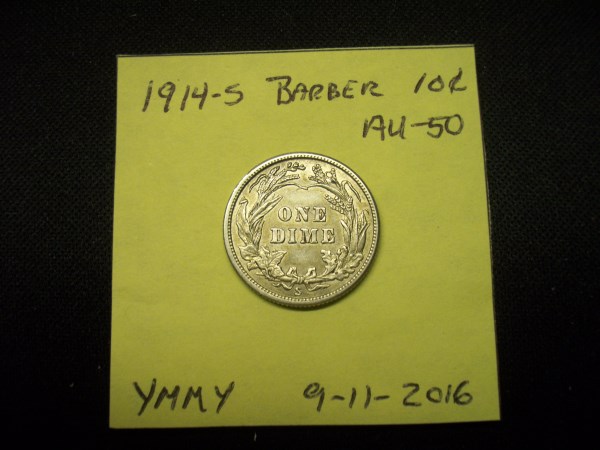 1914-S BARBER 10¢
AU-50
ONE
DIME
S
YMMY 9-11-2016